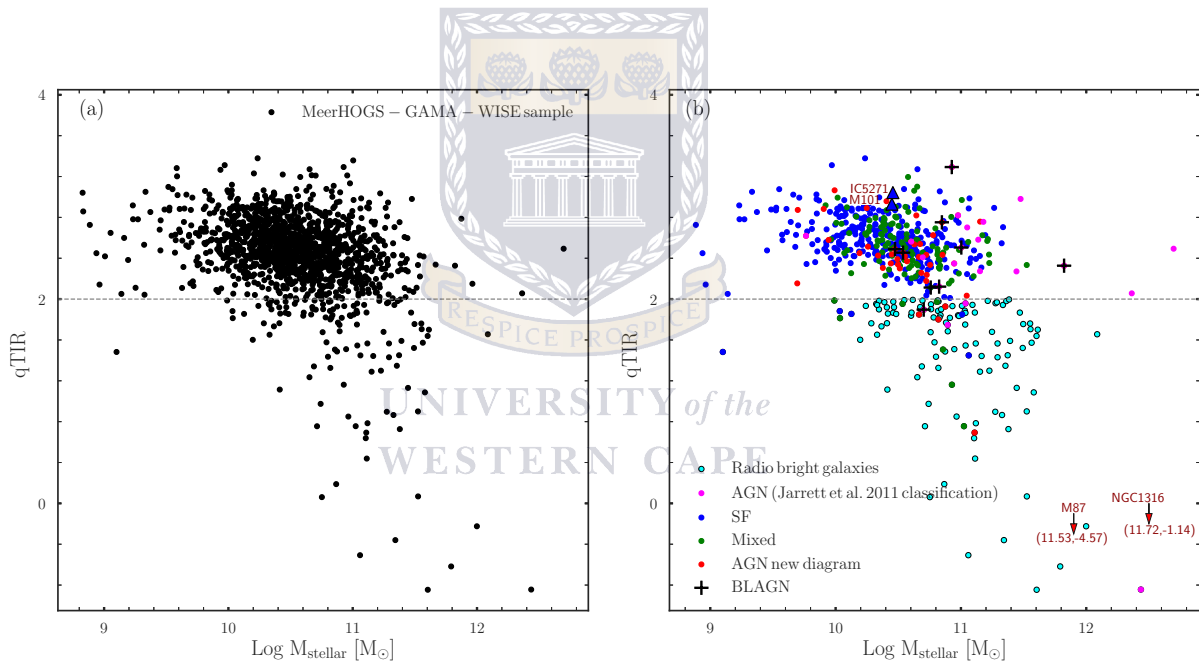 (a)
MeerHOGS – GAMA – WISE sample
4
2
0
qTIR
9 10 11 12
Log M_stellar [M_⊙]
(b)
4
2
0
qTIR
IC5271
M101
Radio bright galaxies
AGN (Jarrett et al. 2011 classification)
SF
Mixed
AGN new diagram
BLAGN
M87
(11.53,-4.57)
NGC1316
(11.72,-1.14)
9 10 11 12
Log M_stellar [M_⊙]
RESPICE PROSPICE
UNIVERSITY of the
WESTERN CAPE